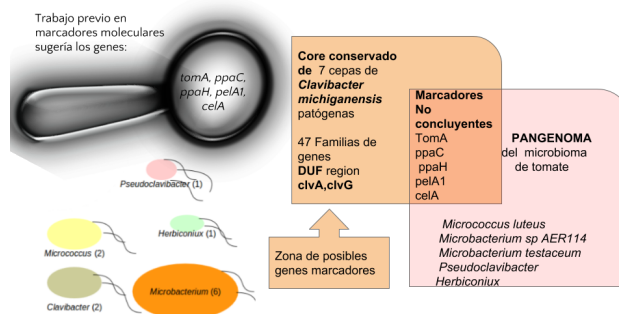 Trabajo previo en
marcadores moleculares
sugería los genes:
tomA, ppaC,
ppaH, pelA1,
celA
Pseudoclavibacter (1)
Herbiconiux (1)
Micrococcus (2)
Clavibacter (2)
Microbacterium (6)
Core conservado
de 7 cepas de
Clavibacter
michiganensis
patógenas
47 Familias de
genes
DUF region
clvA,clvG
Zona de posibles
genes marcadores
Marcadores
No
concluyentes
TomA
ppaC
ppaH
pelA1
celA
PANGENOMA
del microbioma
de tomate
Micrococcus luteus
Microbacterium sp AER114
Microbacterium testaceum
Pseudoclavibacter
Herbiconiux